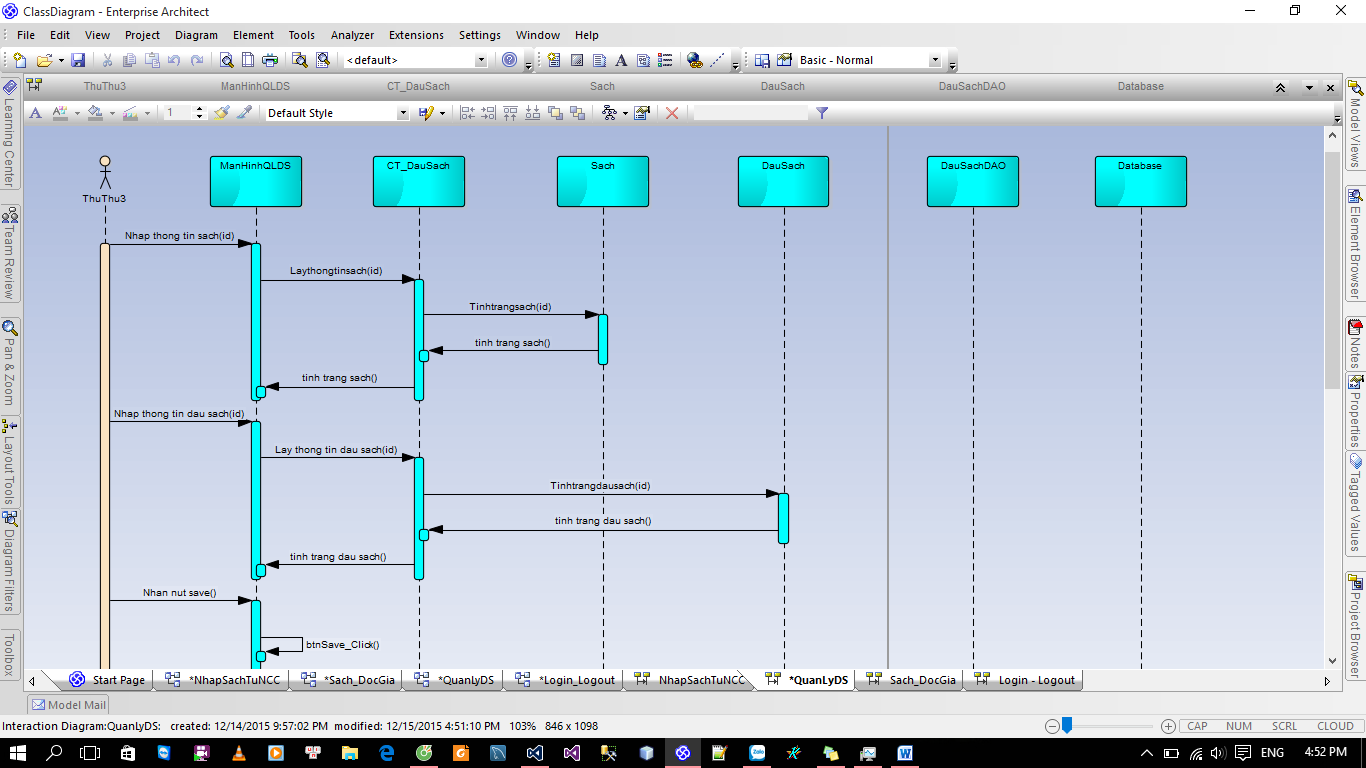 ClassDiagram - Enterprise Architect
File Edit View Project Diagram Element Tools Analyzer Extensions Settings Window Help
<default>
Basic - Normal
ThuThu3 ManHinhQLDS CT_DauSach Sach DauSach DauSachDAO Database
A 1 Default Style
Learning Center
Team Review
Pan & Zoom
Layout Tools
Diagram Filters
Toolbox
ManHinhQLDS CT_DauSach Sach DauSach DauSachDAO Database
ThuThu3
Nhap thong tin sach(id)
Laythongtinsach(id)
Tinhtrangsach(id)
tinh trang sach()
tinh trang sach()
Nhap thong tin dau sach(id)
Lay thong tin dau sach(id)
Tinhtrangdausach(id)
tinh trang dau sach()
tinh trang dau sach()
Nhan nut save()
btnSave_Click()
Model Views
Element Browser
Notes
Properties
Tagged Values
Project Browser
Start Page *NhapSachTuNCC *Sach_DocGia *QuanLyDS *Login_Logout NhapSachTuNCC *QuanLyDS Sach_DocGia Login - Logout
Model Mail
Interaction Diagram:QuanLyDS: created: 12/14/2015 9:57:02 PM modified: 12/15/2015 4:51:10 PM 103% 846 x 1098 CAP NUM SCRL CLOUD
ENG 4:52 PM